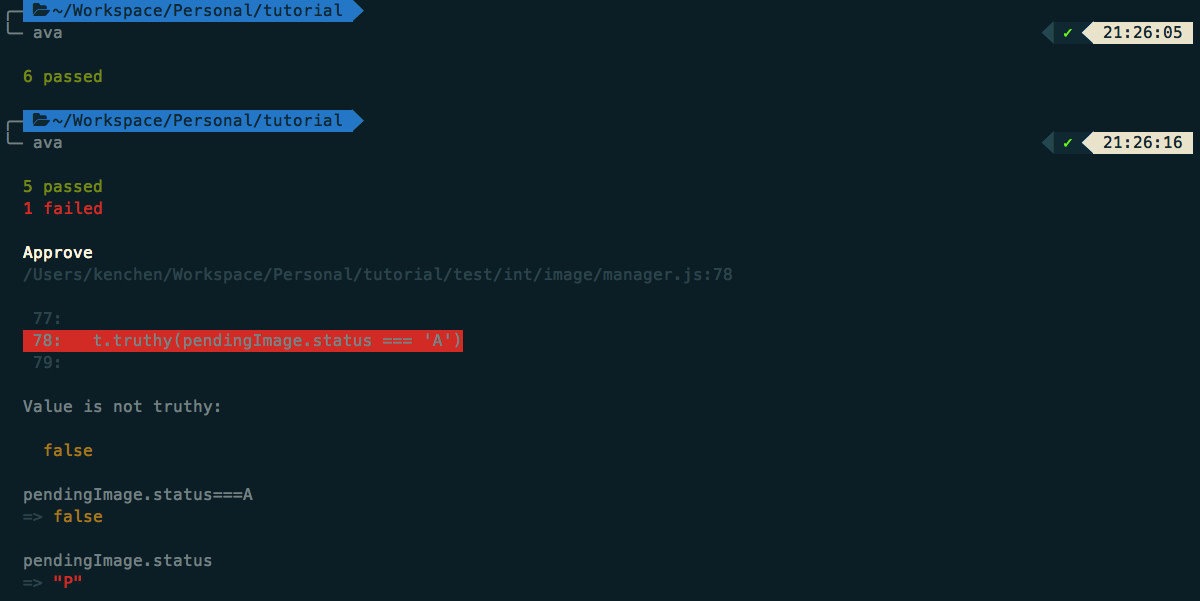 ~/Workspace/Personal/tutorial
ava ✓ 21:26:05
6 passed
~/Workspace/Personal/tutorial
ava ✓ 21:26:16
5 passed
1 failed
Approve
/Users/kenchen/Workspace/Personal/tutorial/test/int/image/manager.js:78
77:
78:   t.truthy(pendingImage.status === 'A')
79:
Value is not truthy:
false
pendingImage.status===A
=> false
pendingImage.status
=> "P"